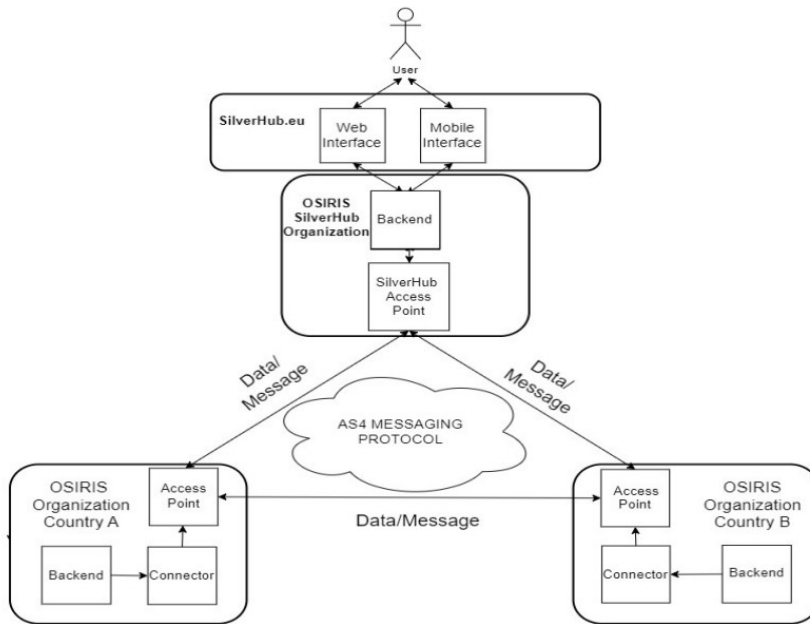 User
SilverHub.eu
Web
Interface
Mobile
Interface
OSIRIS
SilverHub
Organization
Backend
SilverHub
Access
Point
Data/
Message
Data/
Message
AS4 MESSAGING
PROTOCOL
OSIRIS
Organization
Country A
Access
Point
Backend
Connector
Data/Message
Access
Point
OSIRIS
Organization
Country B
Connector
Backend